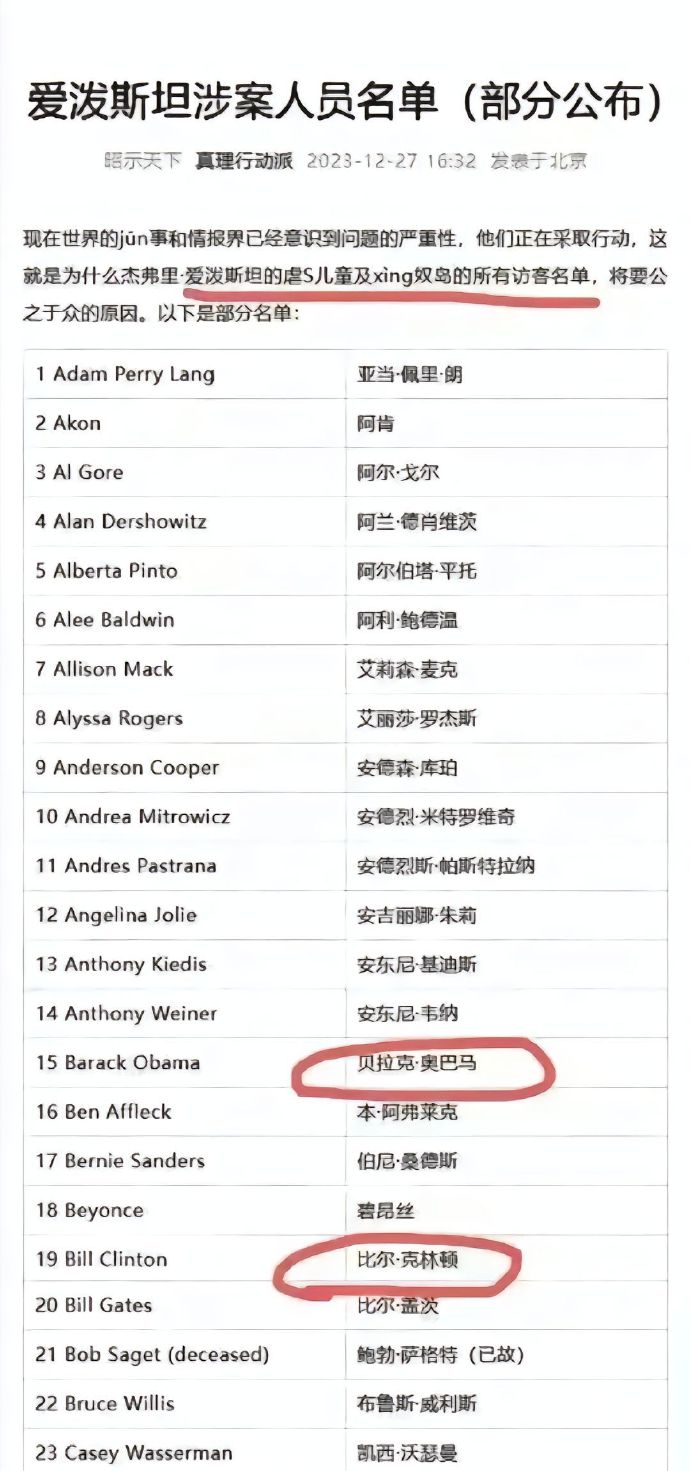 爱泼斯坦涉案人员名单（部分公布）
昭示天下 真理行动派 2023-12-27 16:32 发表于北京
现在世界的jūn事和情报界已经意识到问题的严重性，他们正在采取行动，这
就是为什么杰弗里·爱泼斯坦的虐S儿童及xìng奴岛的所有访客名单，将要公
之于众的原因。以下是部分名单：
1 Adam Perry Lang 亚当·佩里·朗
2 Akon 阿肯
3 Al Gore 阿尔·戈尔
4 Alan Dershowitz 阿兰·德肖维茨
5 Alberta Pinto 阿尔伯塔·平托
6 Alee Baldwin 阿利·鲍德温
7 Allison Mack 艾莉森·麦克
8 Alyssa Rogers 艾丽莎·罗杰斯
9 Anderson Cooper 安德森·库珀
10 Andrea Mitrowicz 安德烈·米特罗维奇
11 Andres Pastrana 安德烈斯·帕斯特拉纳
12 Angelina Jolie 安吉丽娜·朱莉
13 Anthony Kiedis 安东尼·基迪斯
14 Anthony Weiner 安东尼·韦纳
15 Barack Obama 贝拉克·奥巴马
16 Ben Affleck 本·阿弗莱克
17 Bernie Sanders 伯尼·桑德斯
18 Beyonce 碧昂丝
19 Bill Clinton 比尔·克林顿
20 Bill Gates 比尔·盖茨
21 Bob Saget (deceased) 鲍勃·萨格特（已故）
22 Bruce Willis 布鲁斯·威利斯
23 Casey Wasserman 凯西·沃瑟曼